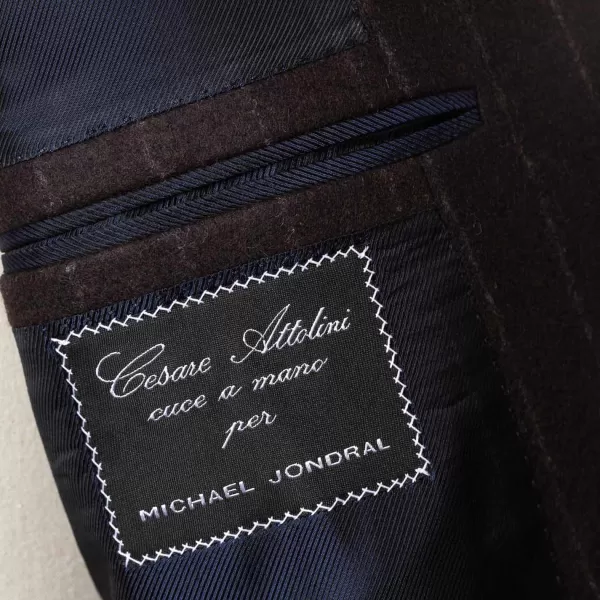 Cesare Attolini
cuce a mano
per
MICHAEL JONDRAL